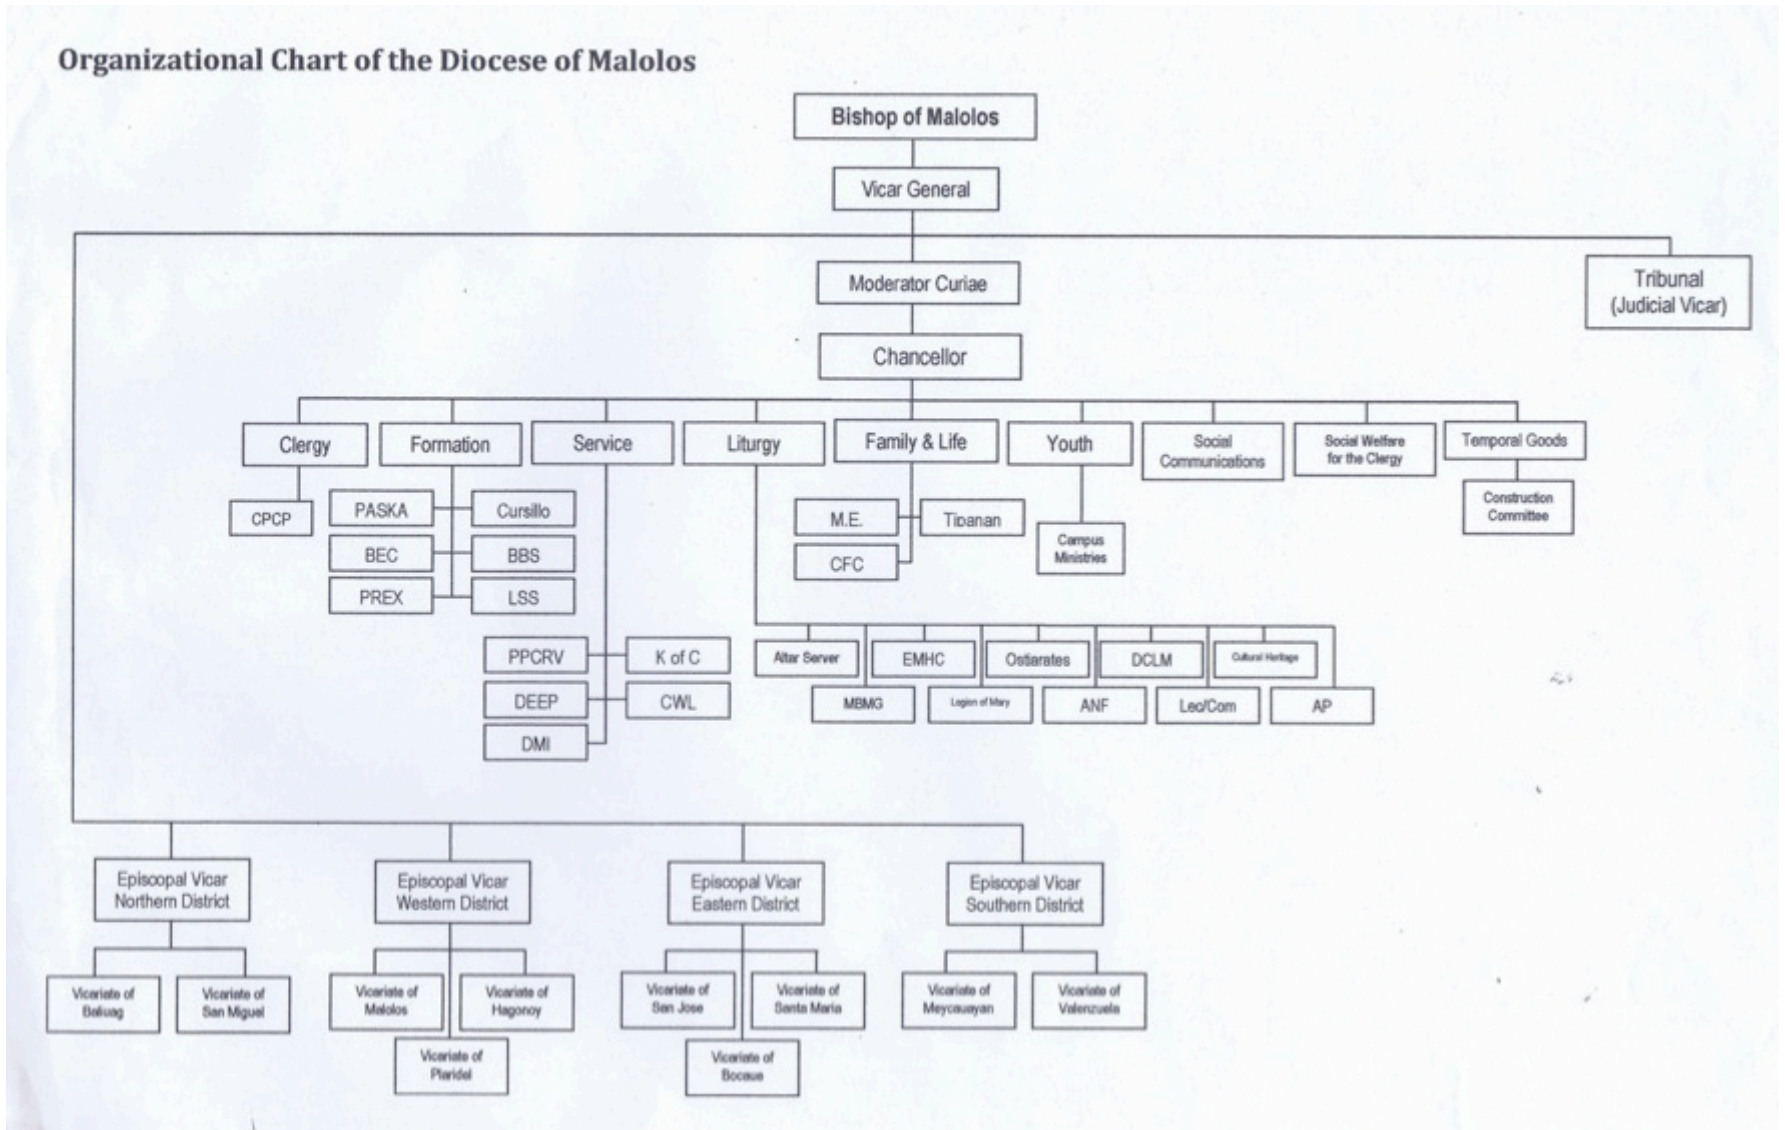 Organizational Chart of the Diocese of Malolos
Bishop of Malolos
Vicar General
Moderator Curiae
Tribunal
(Judicial Vicar)
Chancellor
Clergy
Formation
Service
Liturgy
Family & Life
Youth
Social
Communications
Social Welfare
for the Clergy
Temporal Goods
CPCP
PASKA
Cursillo
BEC
BBS
PREX
LSS
M.E.
Tipanan
CFC
Campus
Ministries
Construction
Committee
PPCRV
K of C
DEEP
CWL
DMI
Altar Server
EMHC
Ostiarates
DCLM
Cultural Heritage
MBMG
Legion of Mary
ANF
Lec/Com
AP
Episcopal Vicar
Northern District
Episcopal Vicar
Western District
Episcopal Vicar
Eastern District
Episcopal Vicar
Southern District
Vicariate of
Baliuag
Vicariate of
San Miguel
Vicariate of
Malolos
Vicariate of
Hagonoy
Vicariate of
Plaridel
Vicariate of
San Jose
Vicariate of
Santa Maria
Vicariate of
Bocaue
Vicariate of
Meycauayan
Vicariate of
Valenzuela